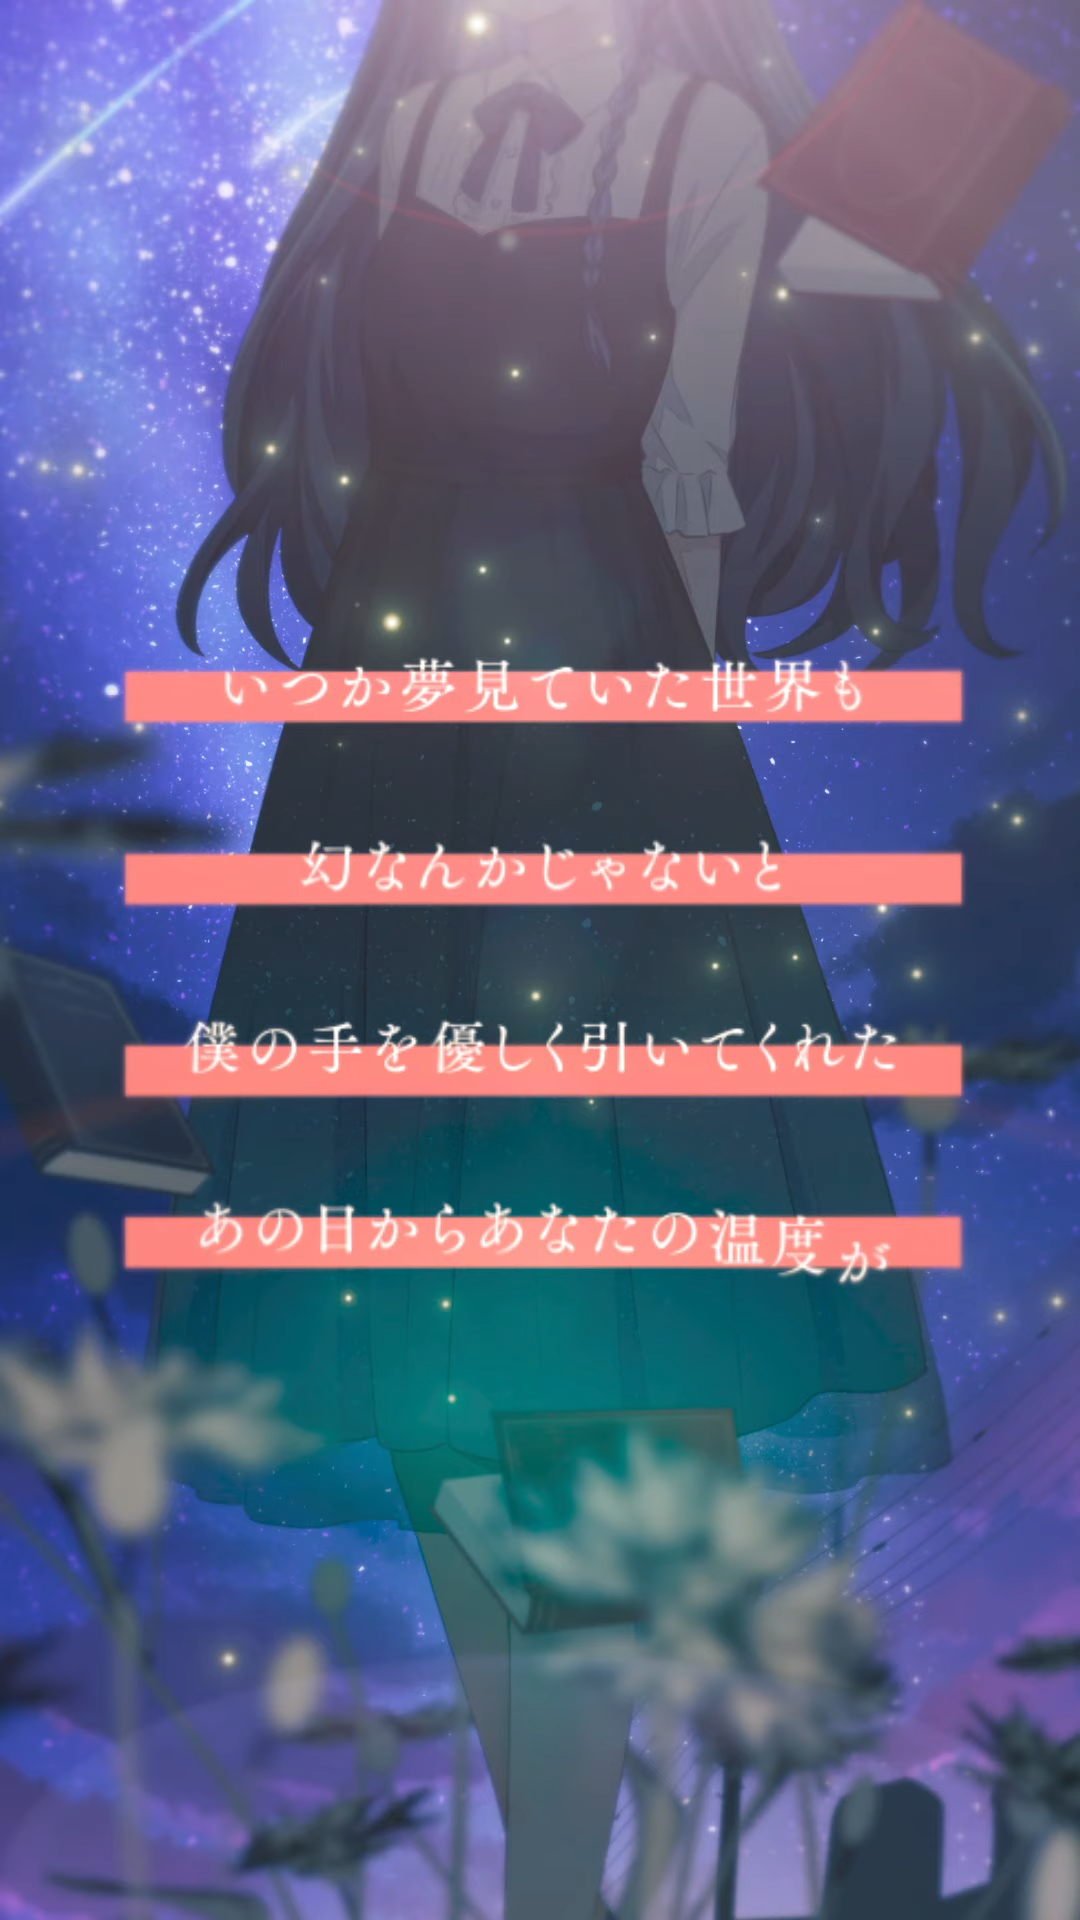 いつか夢見ていた世界も
幻なんかじゃないと
僕の手を優しく引いてくれた
あの日からあなたの温度が